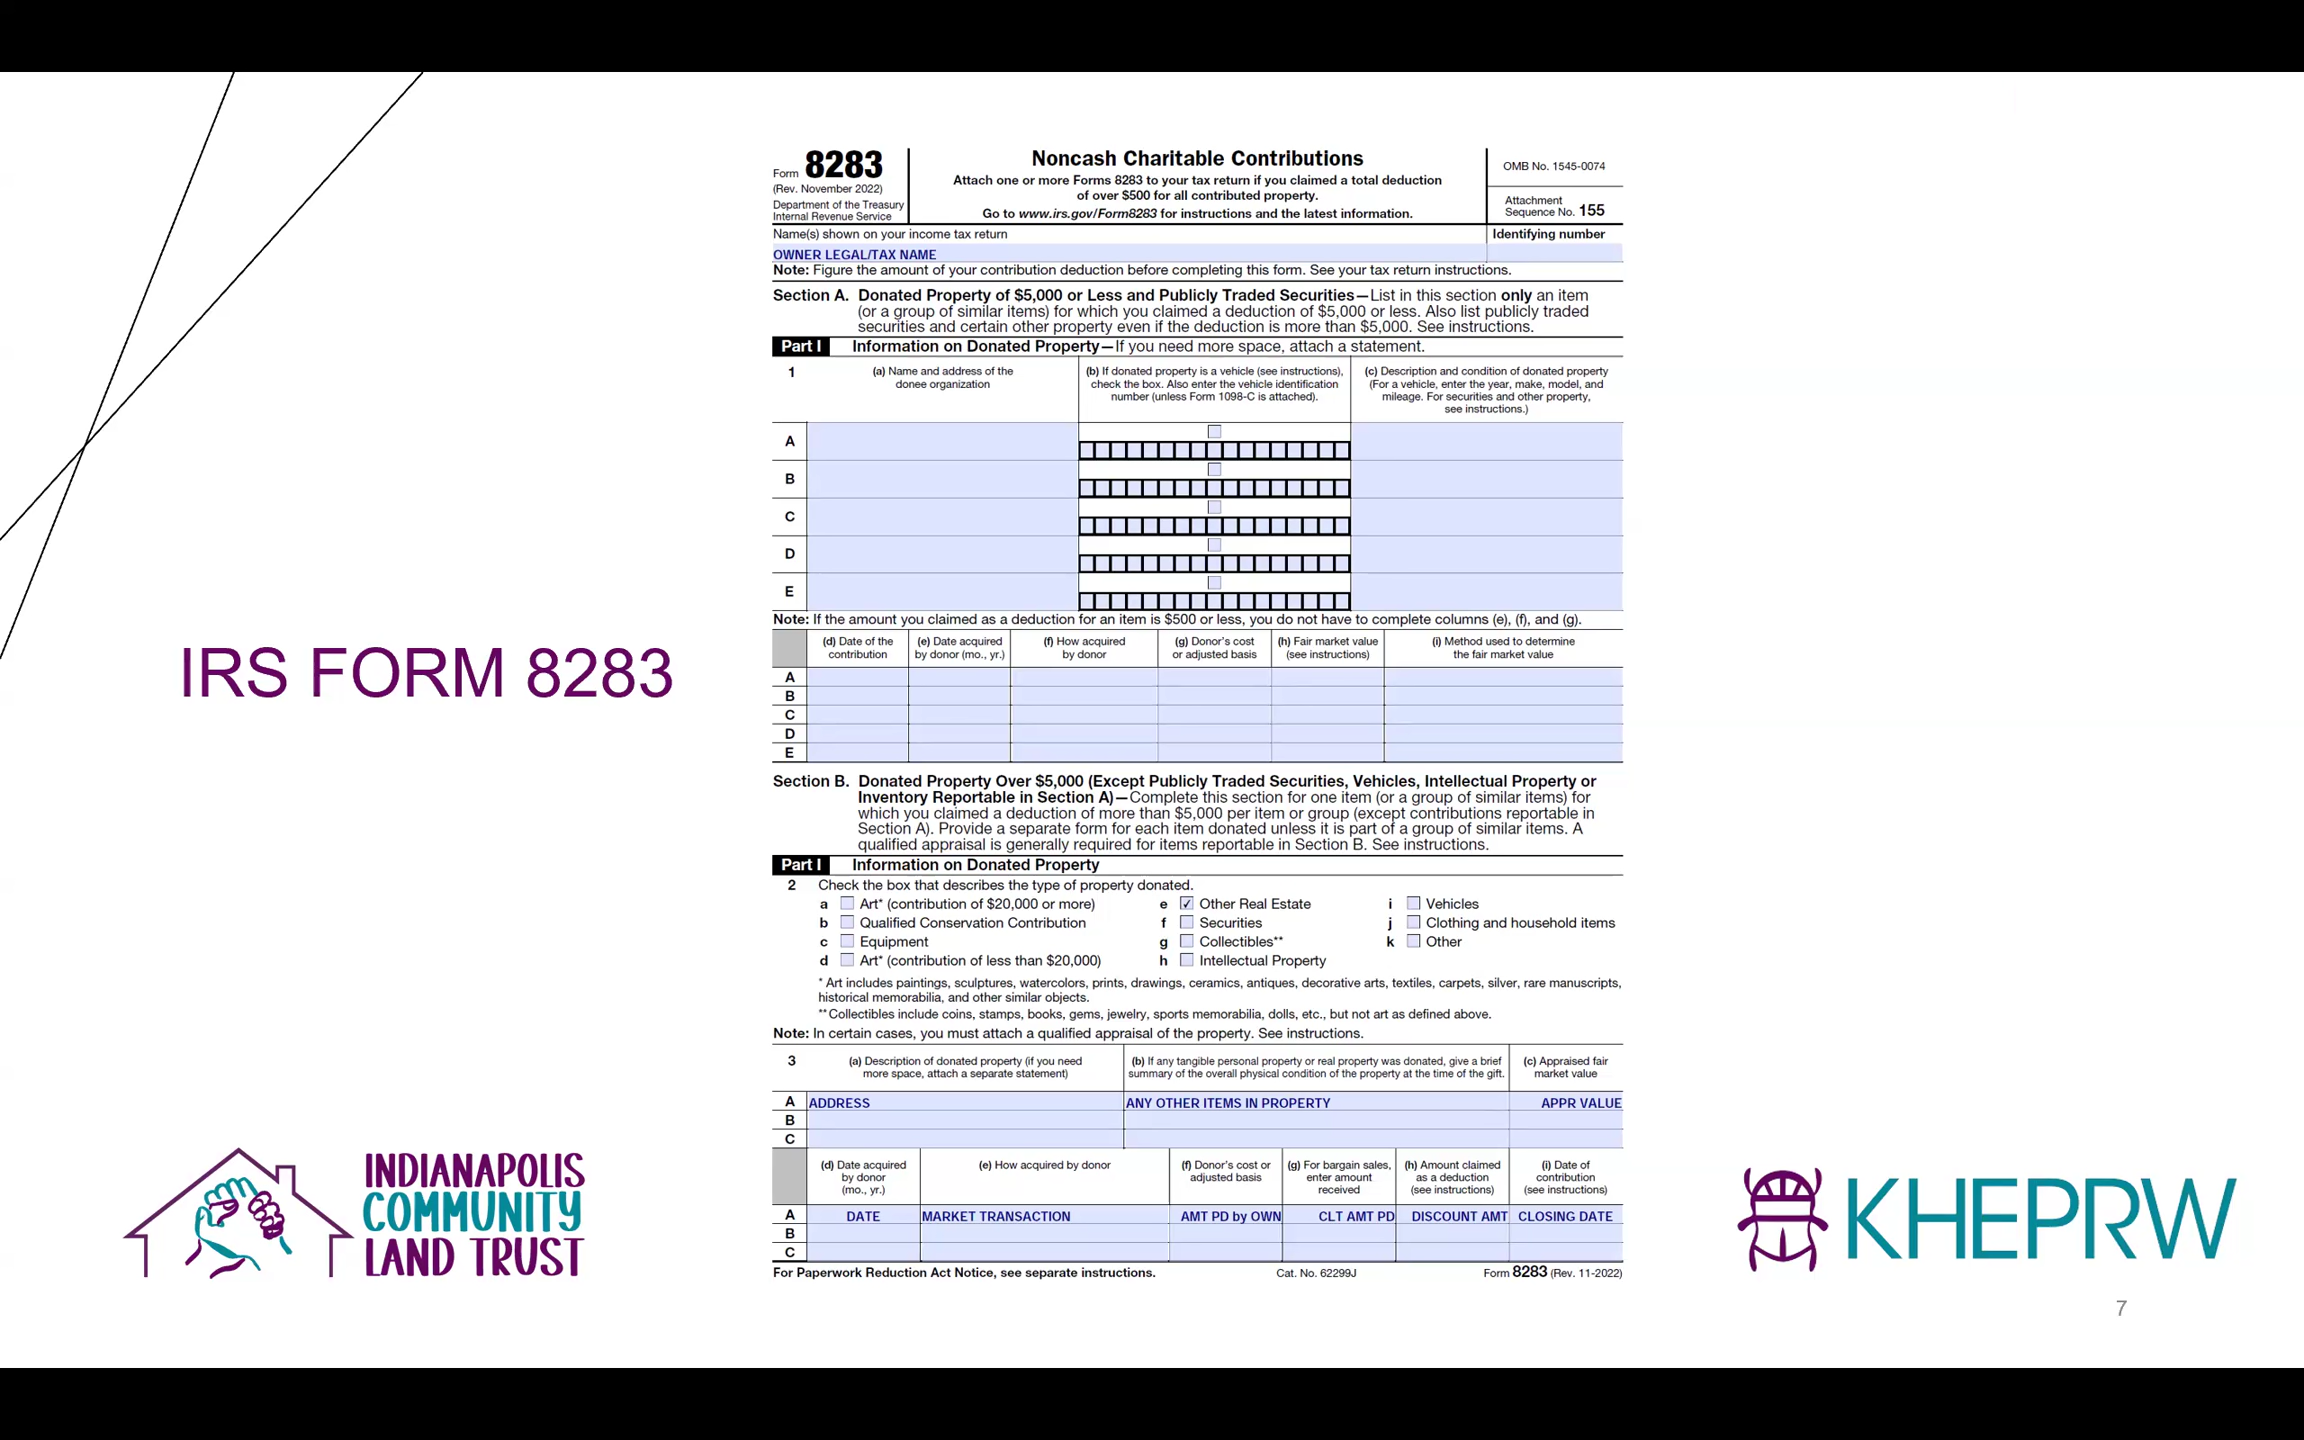 Form 8283
(Rev. November 2022)
Department of the Treasury
Internal Revenue Service
Noncash Charitable Contributions
Attach one or more Forms 8283 to your tax return if you claimed a total deduction
of over $500 for all contributed property.
Go to www.irs.gov/Form8283 for instructions and the latest information.
OMB No. 1545-0074
Attachment
Sequence No. 155
Name(s) shown on your income tax return
Identifying number
OWNER LEGAL/TAX NAME
Note: Figure the amount of your contribution deduction before completing this form. See your tax return instructions.
Section A. Donated Property of $5,000 or Less and Publicly Traded Securities—List in this section only an item
(or a group of similar items) for which you claimed a deduction of $5,000 or less. Also list publicly traded
securities and certain other property even if the deduction is more than $5,000. See instructions.
Part I Information on Donated Property—If you need more space, attach a statement.
1
(a) Name and address of the
donee organization
(b) If donated property is a vehicle (see instructions),
check the box. Also enter the vehicle identification
number (unless Form 1098-C is attached).
(c) Description and condition of donated property
(For a vehicle, enter the year, make, model, and
mileage. For securities and other property,
see instructions.)
A
B
C
D
E
Note: If the amount you claimed as a deduction for an item is $500 or less, you do not have to complete columns (e), (f), and (g).
(d) Date of the
contribution
(e) Date acquired
by donor (mo., yr.)
(f) How acquired
by donor
(g) Donor's cost
or adjusted basis
(h) Fair market value
(see instructions)
(i) Method used to determine
the fair market value
A
B
C
D
E
IRS FORM 8283
Section B. Donated Property Over $5,000 (Except Publicly Traded Securities, Vehicles, Intellectual Property or
Inventory Reportable in Section A)—Complete this section for one item (or a group of similar items) for
which you claimed a deduction of more than $5,000 per item or group (except contributions reportable in
Section A). Provide a separate form for each item donated unless it is part of a group of similar items. A
qualified appraisal is generally required for items reportable in Section B. See instructions.
Part I Information on Donated Property
2 Check the box that describes the type of property donated.
a Art* (contribution of $20,000 or more)
b Qualified Conservation Contribution
c Equipment
d Art* (contribution of less than $20,000)
e ✓ Other Real Estate
f Securities
g Collectibles**
h Intellectual Property
i Vehicles
j Clothing and household items
k Other
* Art includes paintings, sculptures, watercolors, prints, drawings, ceramics, antiques, decorative arts, textiles, carpets, silver, rare manuscripts,
historical memorabilia, and other similar objects.
** Collectibles include coins, stamps, books, gems, jewelry, sports memorabilia, dolls, etc., but not art as defined above.
Note: In certain cases, you must attach a qualified appraisal of the property. See instructions.
3
(a) Description of donated property (if you need
more space, attach a separate statement)
(b) If any tangible personal property or real property was donated, give a brief
summary of the overall physical condition of the property at the time of the gift.
(c) Appraised fair
market value
A ADDRESS ANY OTHER ITEMS IN PROPERTY APPR VALUE
B
C
(d) Date acquired
by donor
(mo., yr.)
(e) How acquired by donor
(f) Donor's cost or
adjusted basis
(g) For bargain sales,
enter amount
received
(h) Amount claimed
as a deduction
(see instructions)
(i) Date of
contribution
(see instructions)
A DATE MARKET TRANSACTION AMT PD by OWN CLT AMT PD DISCOUNT AMT CLOSING DATE
B
C
For Paperwork Reduction Act Notice, see separate instructions. Cat. No. 62299J Form 8283 (Rev. 11-2022)
INDIANAPOLIS
COMMUNITY
LAND TRUST
KHEPRW
7